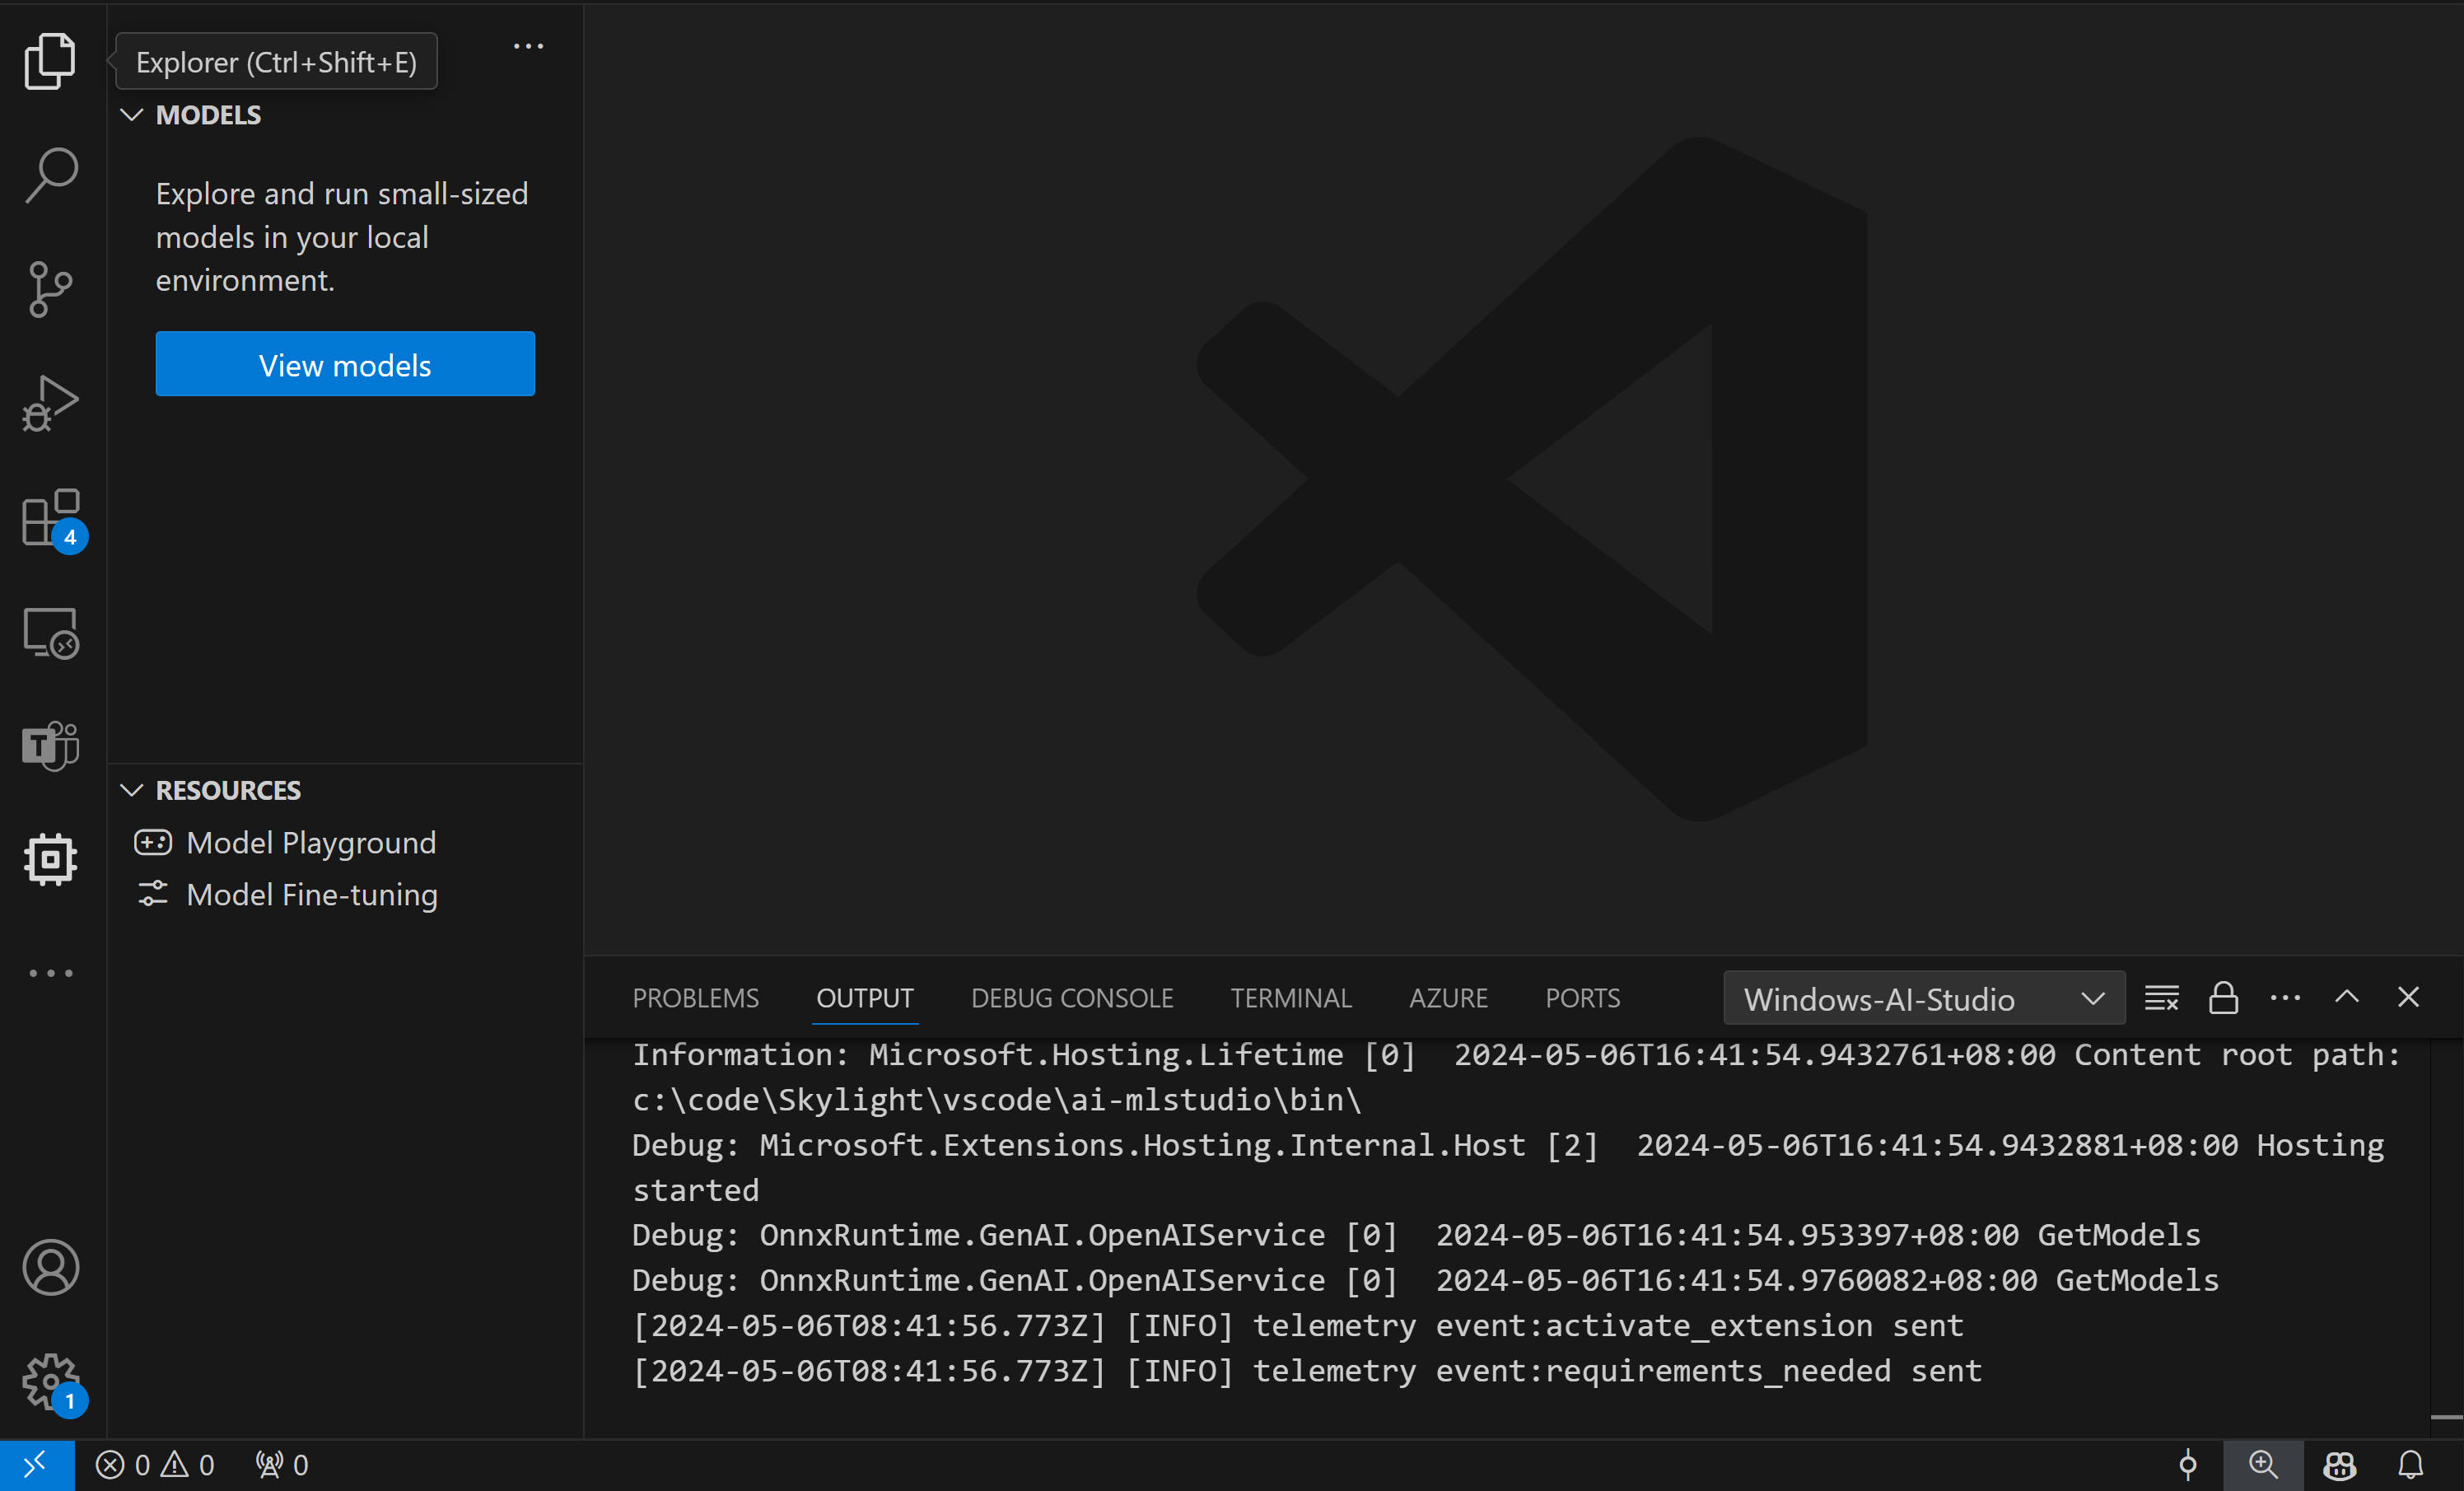 Explorer (Ctrl+Shift+E)
MODELS
Explore and run small-sized
models in your local
environment.
View models
4
T
RESOURCES
Model Playground
Model Fine-tuning
PROBLEMS OUTPUT DEBUG CONSOLE TERMINAL AZURE PORTS Windows-AI-Studio
Information: Microsoft.Hosting.Lifetime [0]  2024-05-06T16:41:54.9432761+08:00 Content root path:
c:\code\Skylight\vscode\ai-mlstudio\bin\
Debug: Microsoft.Extensions.Hosting.Internal.Host [2]  2024-05-06T16:41:54.9432881+08:00 Hosting
started
Debug: OnnxRuntime.GenAI.OpenAIService [0]  2024-05-06T16:41:54.953397+08:00 GetModels
Debug: OnnxRuntime.GenAI.OpenAIService [0]  2024-05-06T16:41:54.9760082+08:00 GetModels
[2024-05-06T08:41:56.773Z] [INFO] telemetry event:activate_extension sent
[2024-05-06T08:41:56.773Z] [INFO] telemetry event:requirements_needed sent
1
0 0 0